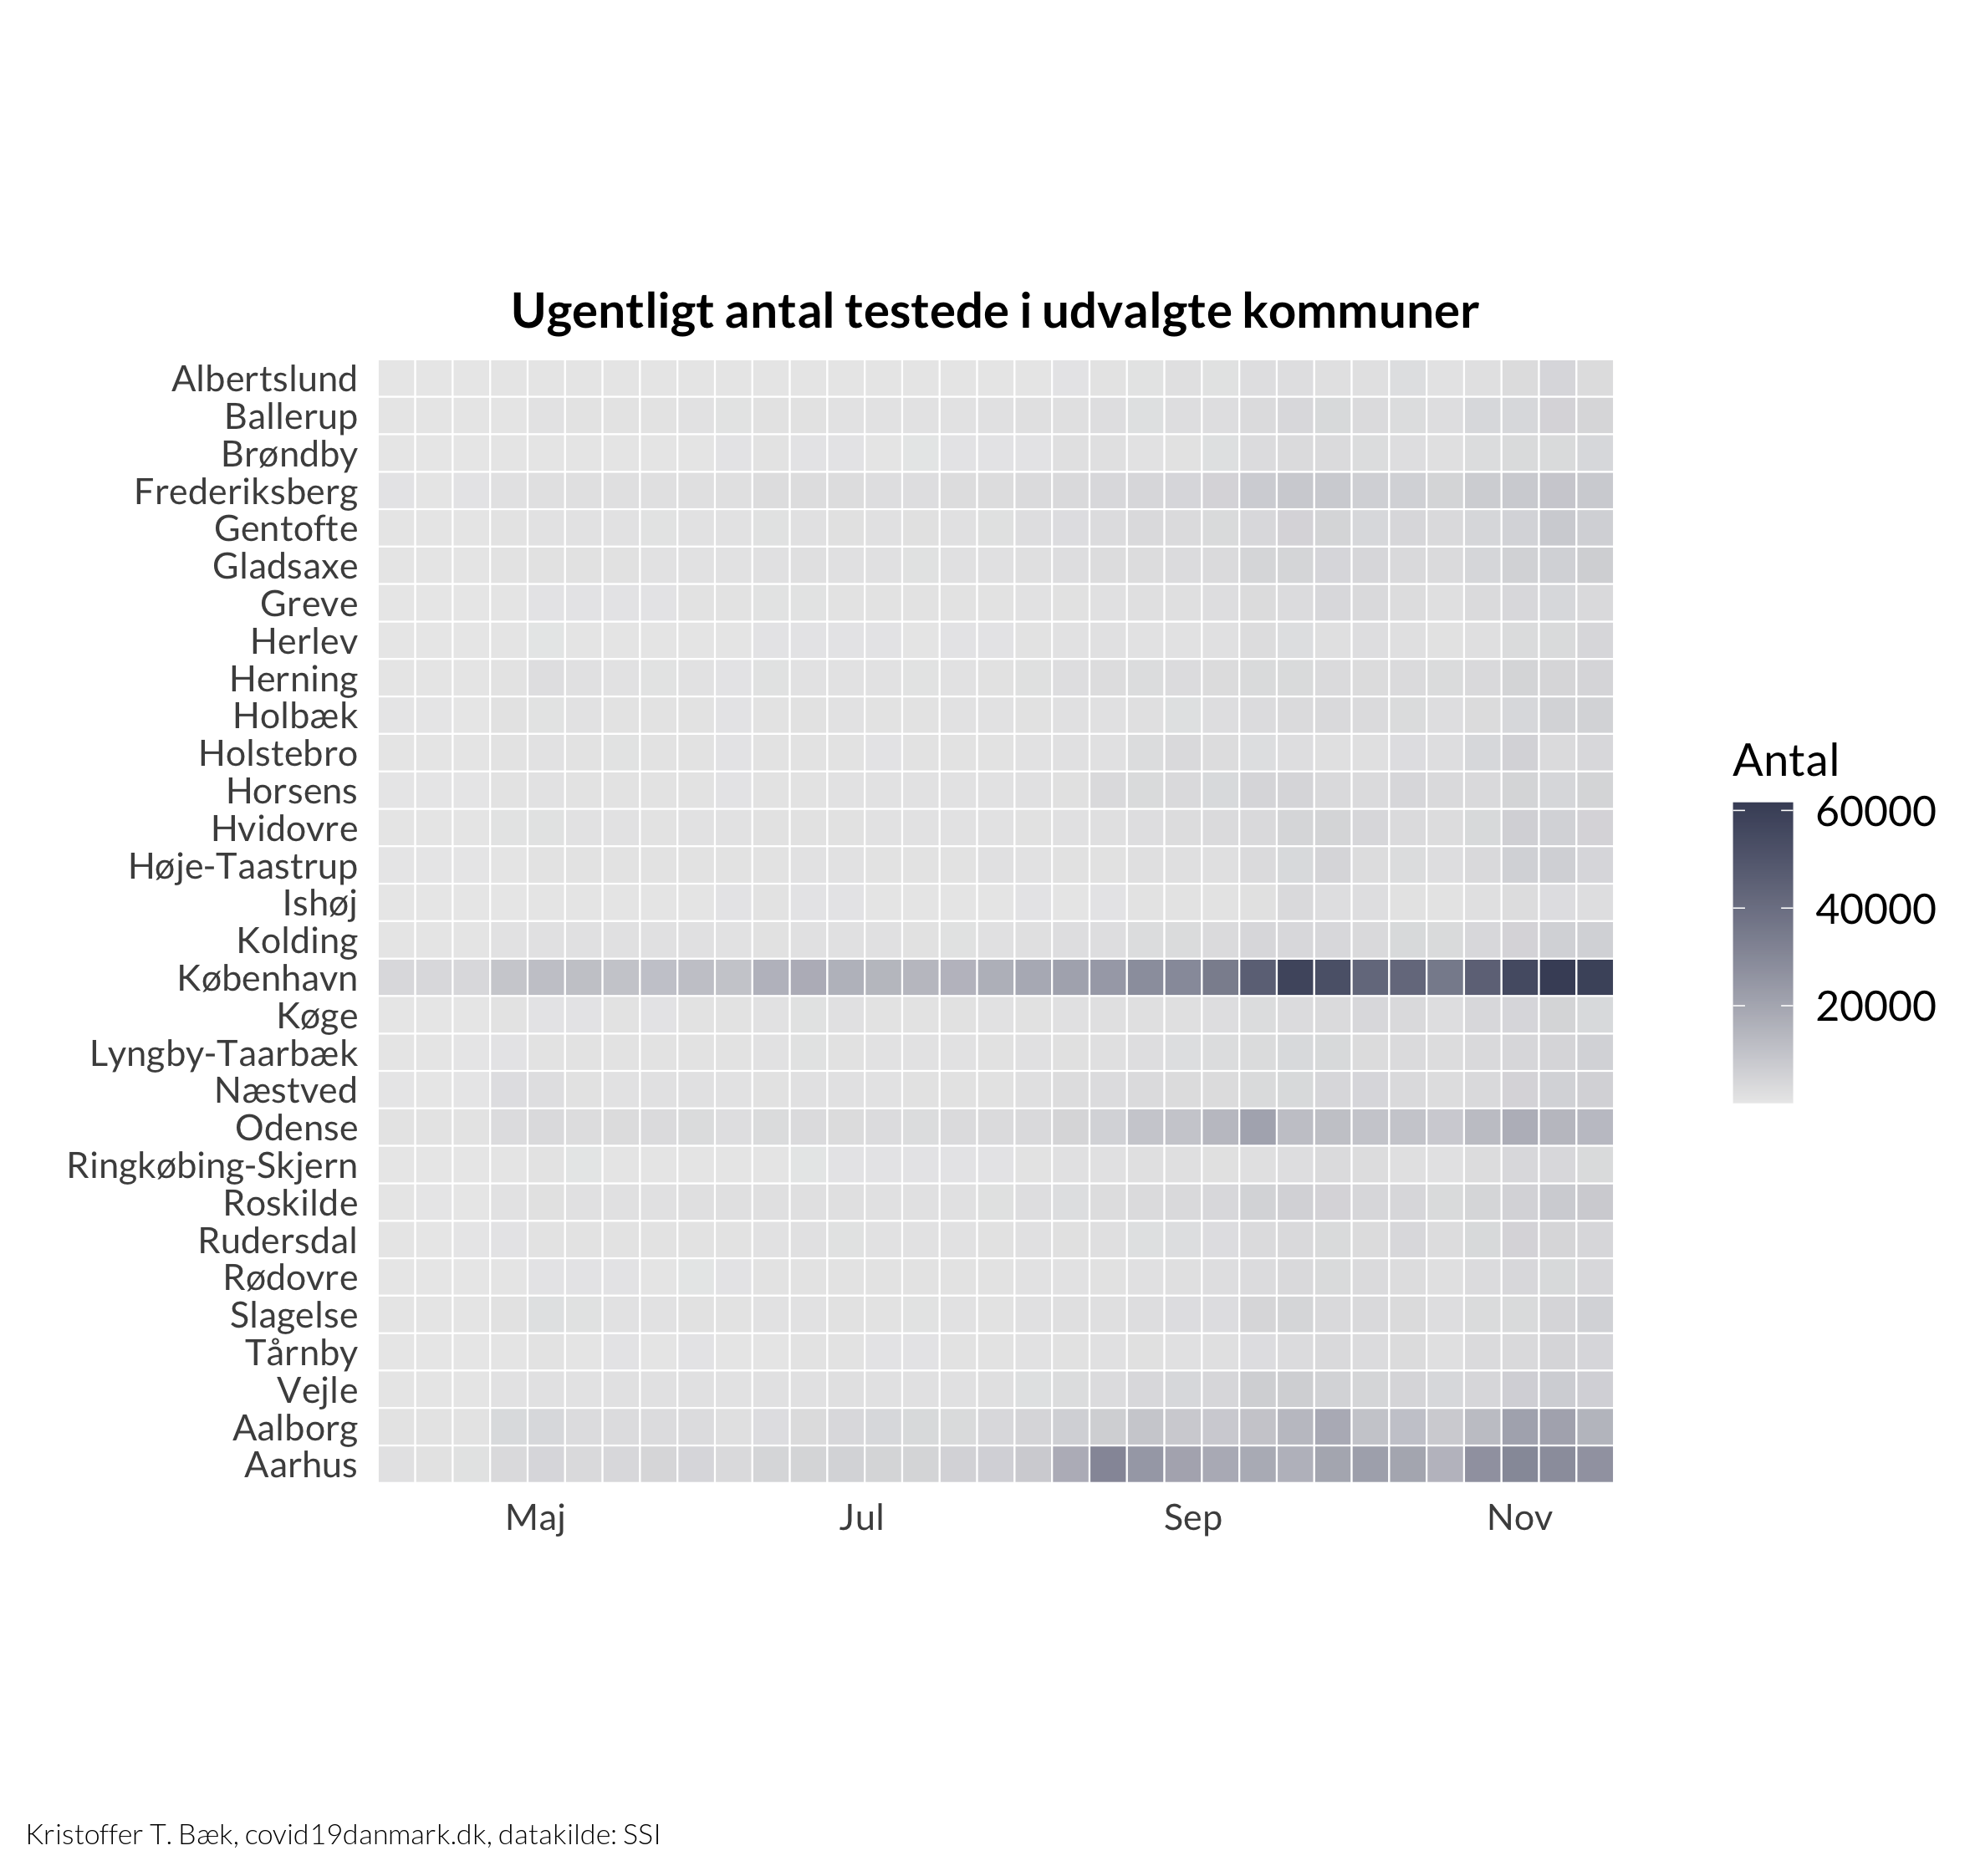 Ugentligt antal testede i udvalgte kommuner
Albertslund
Ballerup
Brøndby
Frederiksberg
Gentofte
Gladsaxe
Greve
Herlev
Herning
Holbæk
Holstebro
Horsens
Hvidovre
Høje-Taastrup
Ishøj
Kolding
København
Køge
Lyngby-Taarbæk
Næstved
Odense
Ringkøbing-Skjern
Roskilde
Rudersdal
Rødovre
Slagelse
Tårnby
Vejle
Aalborg
Aarhus
Maj Jul Sep Nov
Antal
60000
40000
20000
Kristoffer T. Bæk, covid19danmark.dk, datakilde: SSI